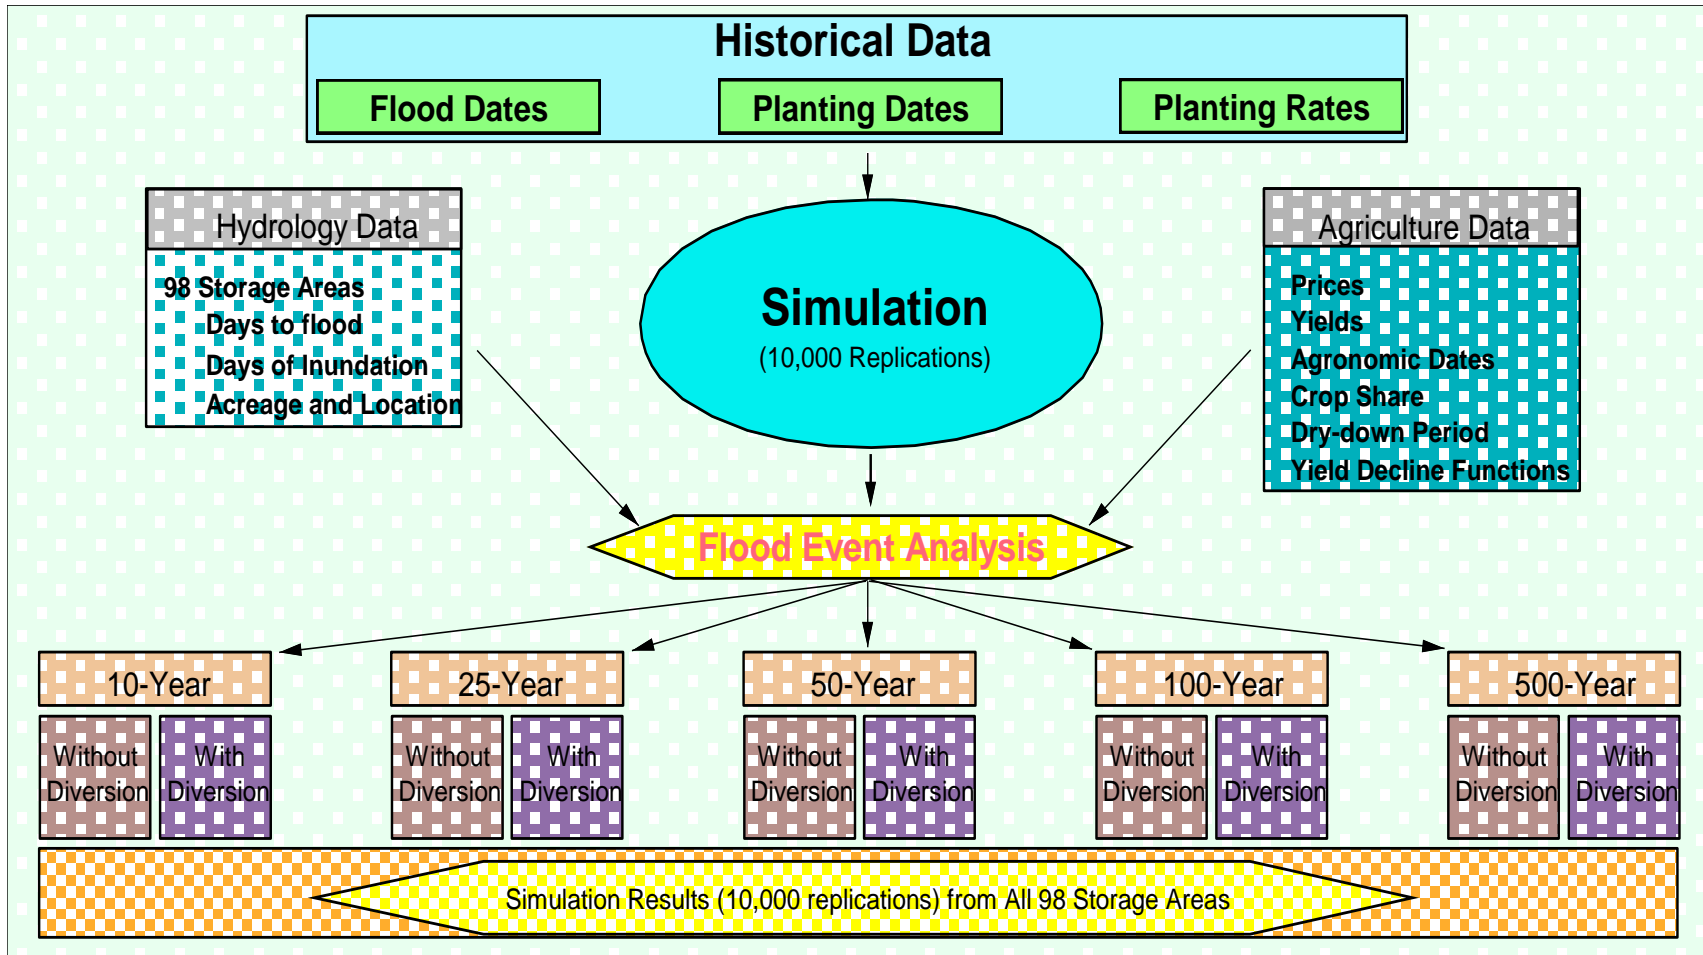 Historical Data
Flood Dates
Planting Dates
Planting Rates
Hydrology Data
98 Storage Areas
Days to flood
Days of Inundation
Acreage and Location
Simulation
(10,000 Replications)
Agriculture Data
Prices
Yields
Agronomic Dates
Crop Share
Dry-down Period
Yield Decline Functions
Flood Event Analysis
10-Year
25-Year
50-Year
100-Year
500-Year
Without
Diversion
With
Diversion
Without
Diversion
With
Diversion
Without
Diversion
With
Diversion
Without
Diversion
With
Diversion
Without
Diversion
With
Diversion
Simulation Results (10,000 replications) from All 98 Storage Areas